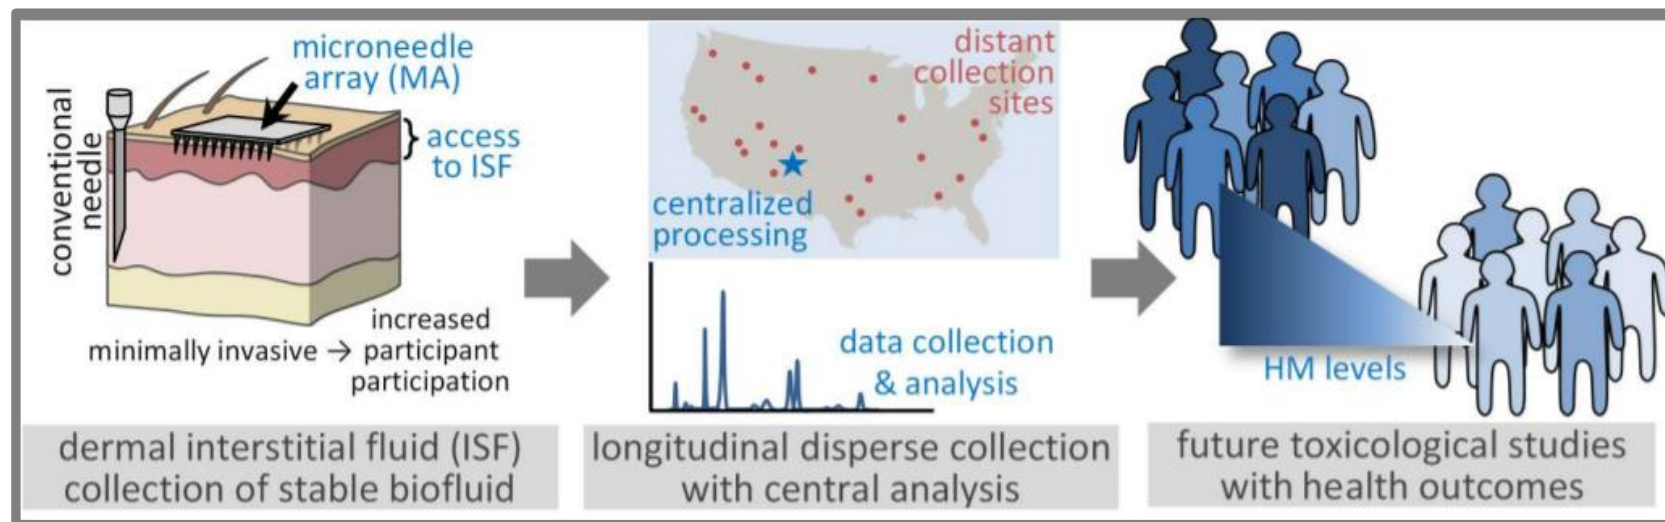 microneedle
array (MA)
conventional
needle
access
to ISF
minimally invasive → increased
participant
participation
dermal interstitial fluid (ISF)
collection of stable biofluid
distant
collection
sites
centralized
processing
data collection
& analysis
longitudinal disperse collection
with central analysis
HM levels
future toxicological studies
with health outcomes